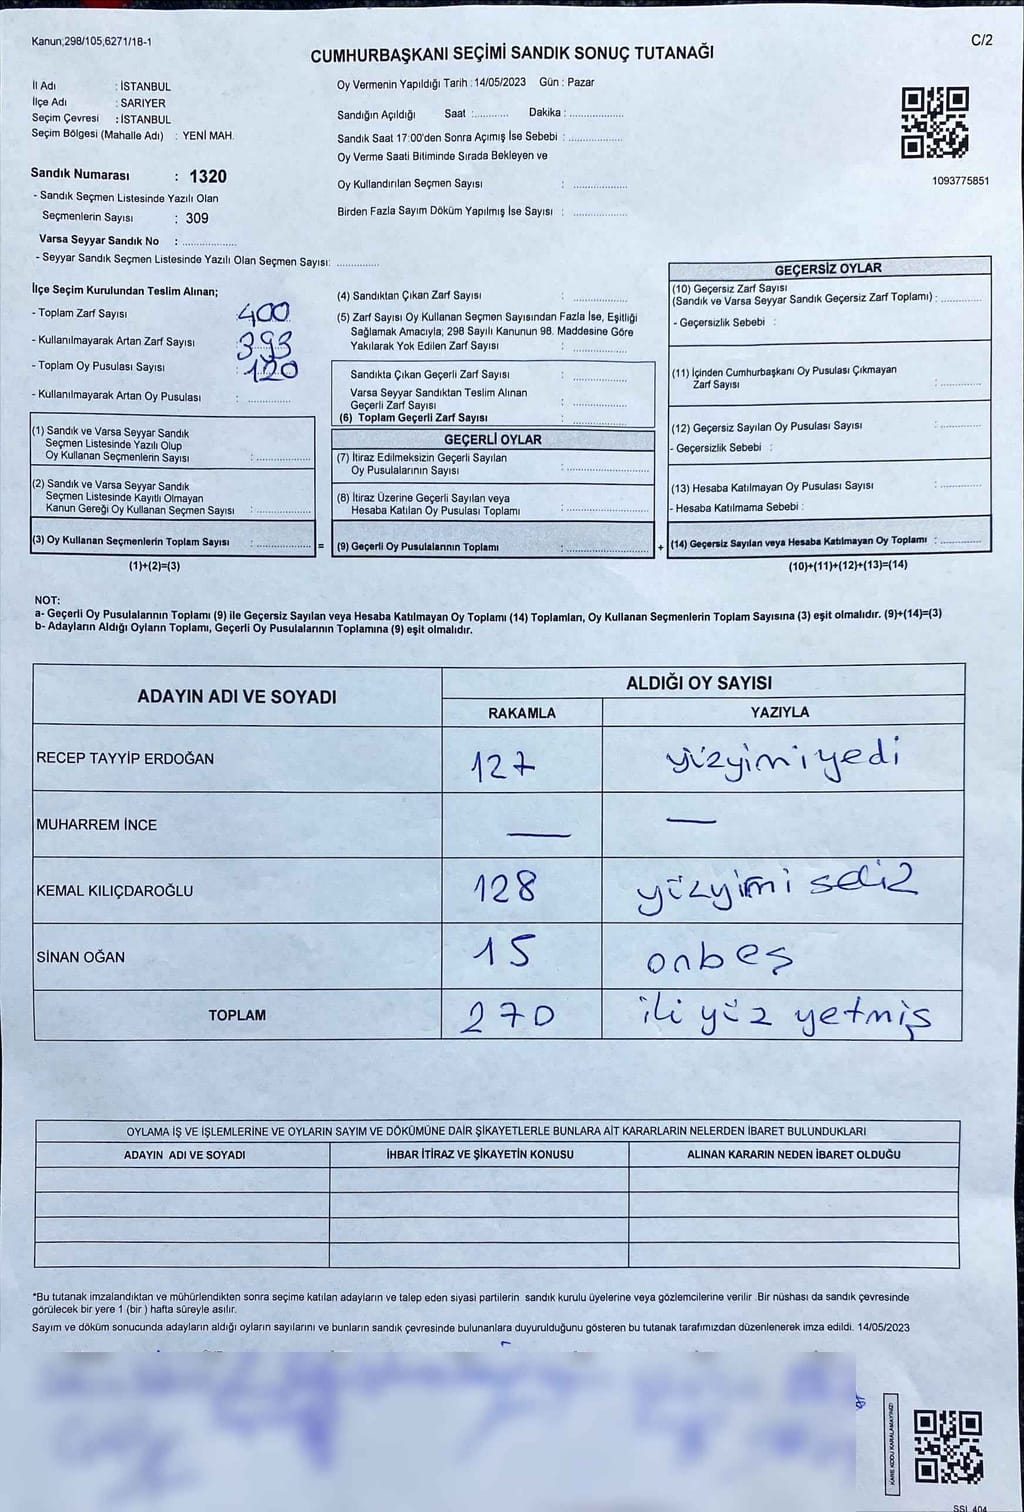 Kanun;298/105,6271/18-1
C/2
CUMHURBAŞKANI SEÇİMİ SANDIK SONUÇ TUTANAĞI
İl Adı : İSTANBUL
İlçe Adı : SARIYER
Seçim Çevresi : İSTANBUL
Seçim Bölgesi (Mahalle Adı) : YENİ MAH.
Sandık Numarası : 1320
- Sandık Seçmen Listesinde Yazılı Olan
Seçmenlerin Sayısı : 309
Varsa Seyyar Sandık No : ..................
- Seyyar Sandık Seçmen Listesinde Yazılı Olan Seçmen Sayısı: ..............
Oy Vermenin Yapıldığı Tarih : 14/05/2023 Gün : Pazar
Sandığın Açıldığı Saat :............ Dakika : ..................
Sandık Saat 17:00'den Sonra Açımış İse Sebebi : ..................
Oy Verme Saati Bitiminde Sırada Bekleyen ve
Oy Kullandırılan Seçmen Sayısı : ..................
Birden Fazla Sayım Döküm Yapılmış İse Sayısı : ..................
1093775851
İlçe Seçim Kurulundan Teslim Alınan;
- Toplam Zarf Sayısı 400
- Kullanılmayarak Artan Zarf Sayısı 393
- Toplam Oy Pusulası Sayısı 120
- Kullanılmayarak Artan Oy Pusulası : ..............
(1) Sandık ve Varsa Seyyar Sandık
Seçmen Listesinde Yazılı Olup
Oy Kullanan Seçmenlerin Sayısı : ..................
(2) Sandık ve Varsa Seyyar Sandık
Seçmen Listesinde Kayıtlı Olmayan
Kanun Gereği Oy Kullanan Seçmen Sayısı : ..................
(3) Oy Kullanan Seçmenlerin Toplam Sayısı : ..................
(1)+(2)=(3)
(4) Sandıktan Çıkan Zarf Sayısı : ..................
(5) Zarf Sayısı Oy Kullanan Seçmen Sayısından Fazla İse, Eşitliği
Sağlamak Amacıyla; 298 Sayılı Kanunun 98. Maddesine Göre
Yakılarak Yok Edilen Zarf Sayısı : ..................
Sandıkta Çıkan Geçerli Zarf Sayısı : ..................
Varsa Seyyar Sandıktan Teslim Alınan
Geçerli Zarf Sayısı : ..................
(6) Toplam Geçerli Zarf Sayısı : ..................
GEÇERLİ OYLAR
(7) İtiraz Edilmeksizin Geçerli Sayılan
Oy Pusulalarının Sayısı : ..................
(8) İtiraz Üzerine Geçerli Sayılan veya
Hesaba Katılan Oy Pusulası Toplamı : ..................
= (9) Geçerli Oy Pusulalarının Toplamı : ..................
GEÇERSİZ OYLAR
(10) Geçersiz Zarf Sayısı
(Sandık ve Varsa Seyyar Sandık Geçersiz Zarf Toplamı) : ..............
- Geçersizlik Sebebi :
(11) İçinden Cumhurbaşkanı Oy Pusulası Çıkmayan
Zarf Sayısı : ..............
(12) Geçersiz Sayılan Oy Pusulası Sayısı : ..............
- Geçersizlik Sebebi :
(13) Hesaba Katılmayan Oy Pusulası Sayısı : ..............
- Hesaba Katılmama Sebebi :
+ (14) Geçersiz Sayılan veya Hesaba Katılmayan Oy Toplamı : ..............
(10)+(11)+(12)+(13)=(14)
NOT:
a- Geçerli Oy Pusulalarının Toplamı (9) ile Geçersiz Sayılan veya Hesaba Katılmayan Oy Toplamı (14) Toplamları, Oy Kullanan Seçmenlerin Toplam Sayısına (3) eşit olmalıdır. (9)+(14)=(3)
b- Adayların Aldığı Oyların Toplamı, Geçerli Oy Pusulalarının Toplamına (9) eşit olmalıdır.
ADAYIN ADI VE SOYADI ALDIĞI OY SAYISI
RAKAMLA YAZIYLA
RECEP TAYYİP ERDOĞAN 127 yüzyimiyedi
MUHARREM İNCE — —
KEMAL KILIÇDAROĞLU 128 yüzyimi sekiz
SİNAN OĞAN 15 onbeş
TOPLAM 270 iki yüz yetmiş
OYLAMA İŞ VE İŞLEMLERİNE VE OYLARIN SAYIM VE DÖKÜMÜNE DAİR ŞİKAYETLERLE BUNLARA AİT KARARLARIN NELERDEN İBARET BULUNDUKLARI
ADAYIN ADI VE SOYADI İHBAR İTİRAZ VE ŞİKAYETİN KONUSU ALINAN KARARIN NEDEN İBARET OLDUĞU
*Bu tutanak imzalandıktan ve mühürlendikten sonra seçime katılan adayların ve talep eden siyasi partilerin sandık kurulu üyelerine veya gözlemcilerine verilir .Bir nüshası da sandık çevresinde
görülecek bir yere 1 (bir ) hafta süreyle asılır.
Sayım ve döküm sonucunda adayların aldığı oyların sayılarını ve bunların sandık çevresinde bulunanlara duyurulduğunu gösteren bu tutanak tarafımızdan düzenlenerek imza edildi. 14/05/2023
KARE KODU KARALAMAYINIZ!
SSI 404